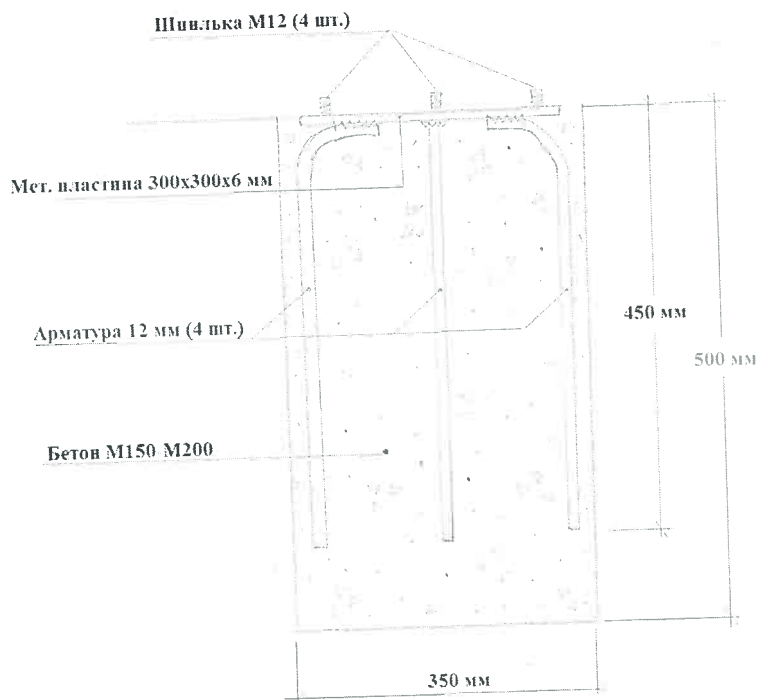 Шпилька М12 (4 шт.)
Мет. пластина 300х300х6 мм
Арматура 12 мм (4 шт.)
450 мм
500 мм
Бетон М150-М200
350 мм